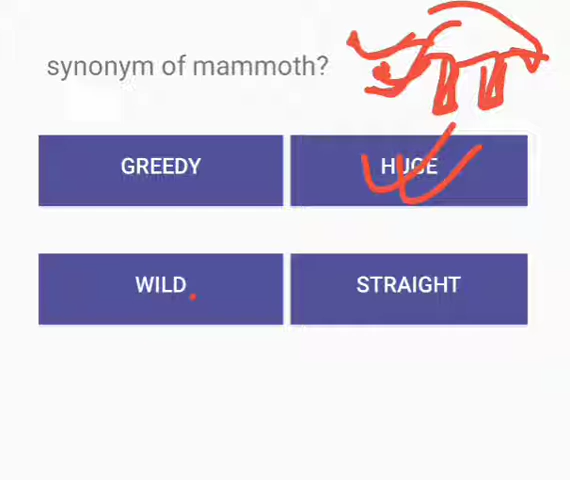 synonym of mammoth?
GREEDY
HUGE
WILD
STRAIGHT